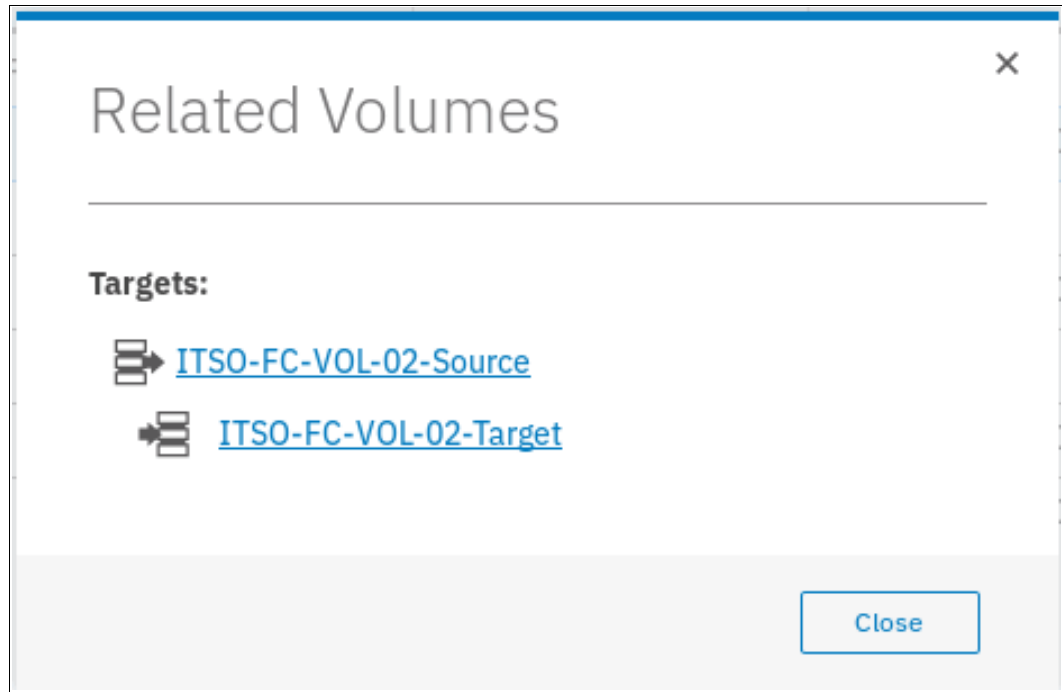 Related Volumes
Targets:
ITSO-FC-VOL-02-Source
ITSO-FC-VOL-02-Target
Close